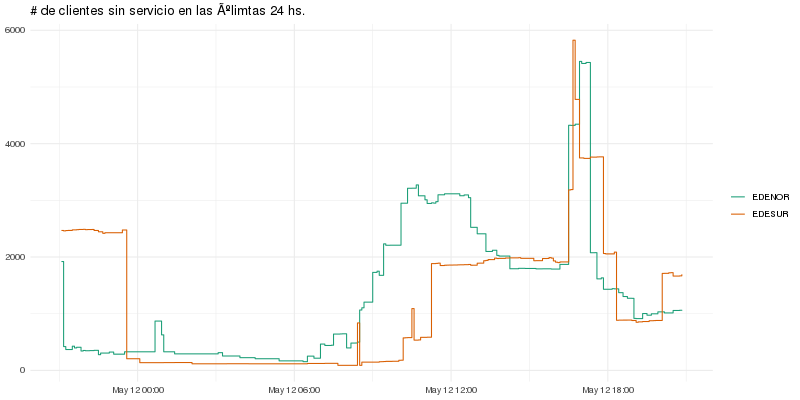 # de clientes sin servicio en las Ãºlimtas 24 hs.
6000
4000
2000
0
May 12 00:00
May 12 06:00
May 12 12:00
May 12 18:00
EDENOR
EDESUR